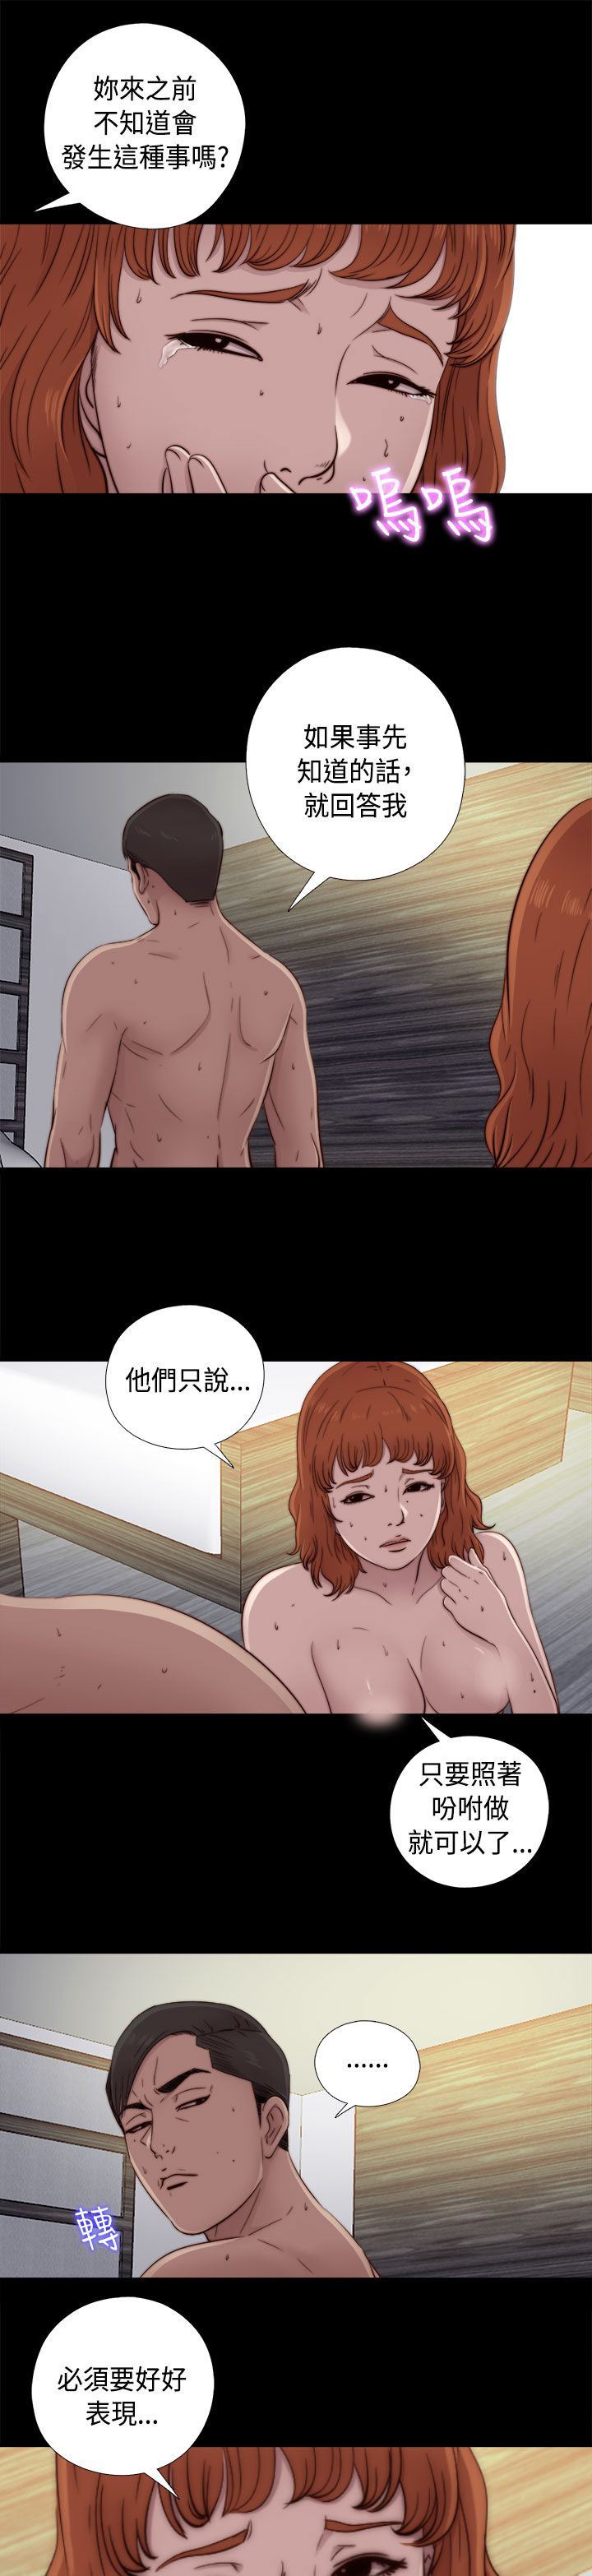 妳來之前
不知道會
發生這種事嗎?
嗚嗚
如果事先
知道的話,
就回答我
他們只說...
只要照著
吩咐做
就可以了...
......
轉
必須要好好
表現...